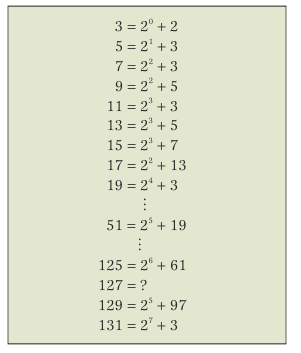 3 = 2⁰ + 2
5 = 2¹ + 3
7 = 2² + 3
9 = 2² + 5
11 = 2³ + 3
13 = 2³ + 5
15 = 2³ + 7
17 = 2² + 13
19 = 2⁴ + 3
⋮
51 = 2⁵ + 19
⋮
125 = 2⁶ + 61
127 = ?
129 = 2⁵ + 97
131 = 2⁷ + 3